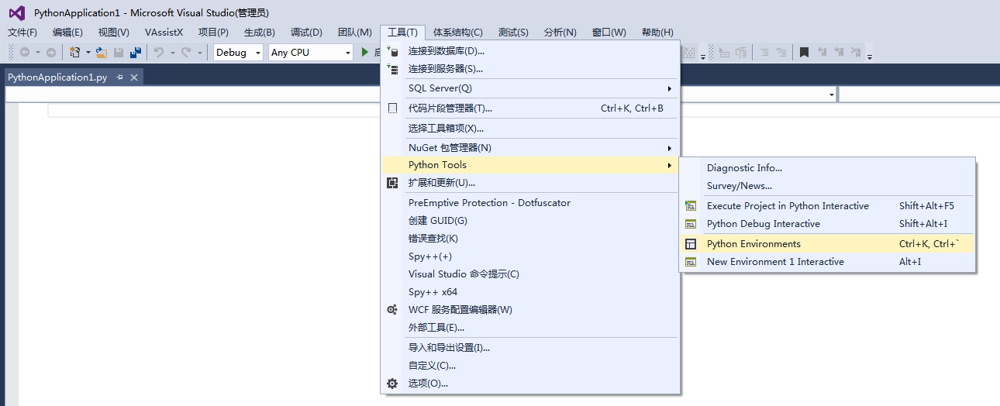 PythonApplication1 - Microsoft Visual Studio(管理员)
文件(F) 编辑(E) 视图(V) VAssistX 项目(P) 生成(B) 调试(D) 团队(M) 工具(T) 体系结构(C) 测试(S) 分析(N) 窗口(W) 帮助(H)
Debug Any CPU
PythonApplication1.py
连接到数据库(D)...
连接到服务器(S)...
SQL Server(Q)
代码片段管理器(T)... Ctrl+K, Ctrl+B
选择工具箱项(X)...
NuGet 包管理器(N)
Python Tools
扩展和更新(U)...
PreEmptive Protection - Dotfuscator
创建 GUID(G)
错误查找(K)
Spy++(+)
Visual Studio 命令提示(C)
Spy++ x64
WCF 服务配置编辑器(W)
外部工具(E)...
导入和导出设置(I)...
自定义(C)...
选项(O)...
Diagnostic Info...
Survey/News...
Execute Project in Python Interactive Shift+Alt+F5
Python Debug Interactive Shift+Alt+I
Python Environments Ctrl+K, Ctrl+`
New Environment 1 Interactive Alt+I